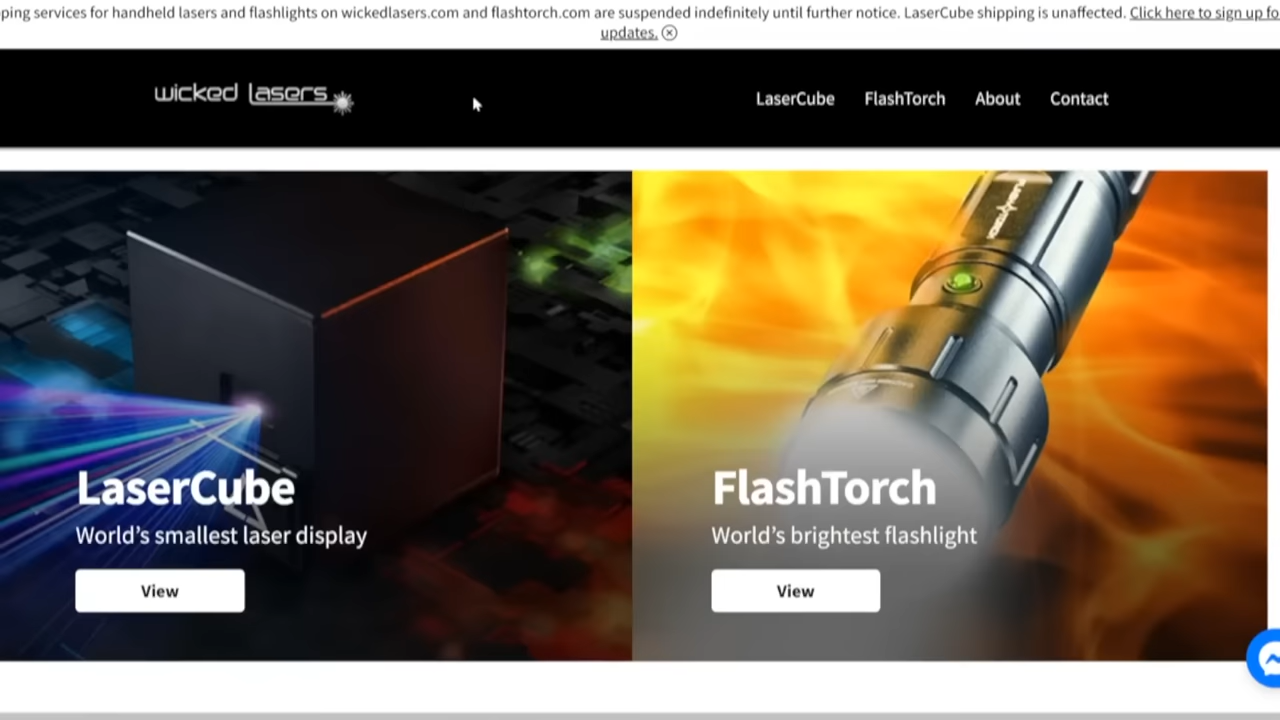 ping services for handheld lasers and flashlights on wickedlasers.com and flashtorch.com are suspended indefinitely until further notice. LaserCube shipping is unaffected. Click here to sign up fo
updates.
wicked lasers
LaserCube FlashTorch About Contact
LaserCube
World's smallest laser display
View
FlashTorch
World's brightest flashlight
View